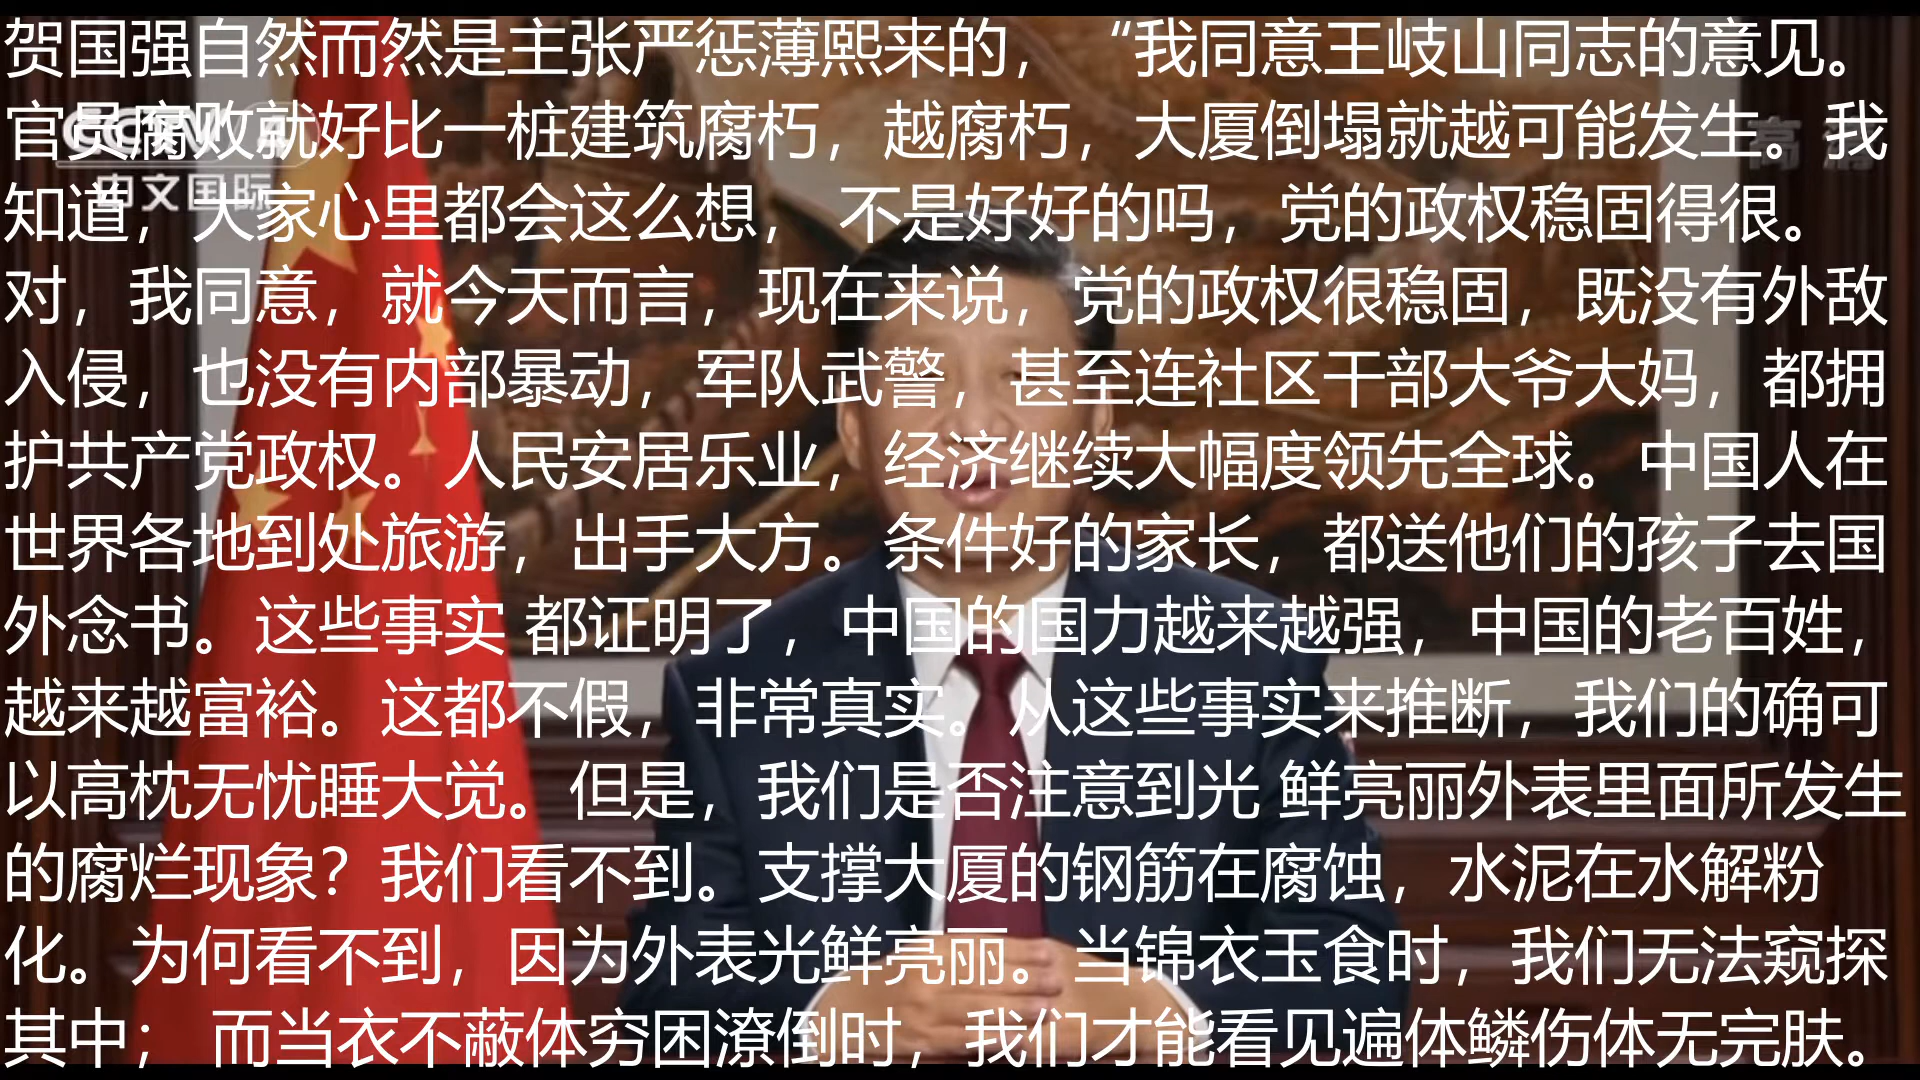 贺国强自然而然是主张严惩薄熙来的， “我同意王岐山同志的意见。
官员腐败就好比一桩建筑腐朽，越腐朽，大厦倒塌就越可能发生。我
知道，大家心里都会这么想， 不是好好的吗，党的政权稳固得很。
对，我同意，就今天而言，现在来说，党的政权很稳固，既没有外敌
入侵，也没有内部暴动，军队武警，甚至连社区干部大爷大妈，都拥
护共产党政权。人民安居乐业，经济继续大幅度领先全球。中国人在
世界各地到处旅游，出手大方。条件好的家长，都送他们的孩子去国
外念书。这些事实 都证明了，中国的国力越来越强，中国的老百姓，
越来越富裕。这都不假，非常真实。从这些事实来推断，我们的确可
以高枕无忧睡大觉。但是，我们是否注意到光 鲜亮丽外表里面所发生
的腐烂现象？我们看不到。支撑大厦的钢筋在腐蚀，水泥在水解粉
化。为何看不到，因为外表光鲜亮丽。当锦衣玉食时，我们无法窥探
其中； 而当衣不蔽体穷困潦倒时，我们才能看见遍体鳞伤体无完肤。
CCTV 4
中文国际
高清